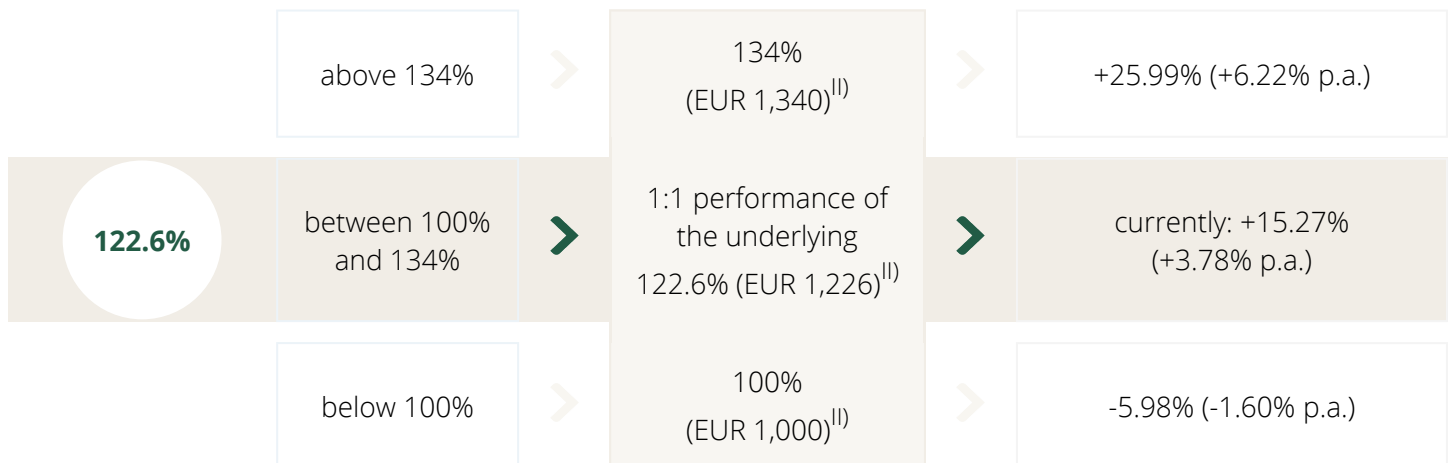 above 134%
134%
(EUR 1,340)II)
+25.99% (+6.22% p.a.)
122.6%
between 100%
and 134%
1:1 performance of
the underlying
122.6% (EUR 1,226)II)
currently: +15.27%
(+3.78% p.a.)
below 100%
100%
(EUR 1,000)II)
-5.98% (-1.60% p.a.)